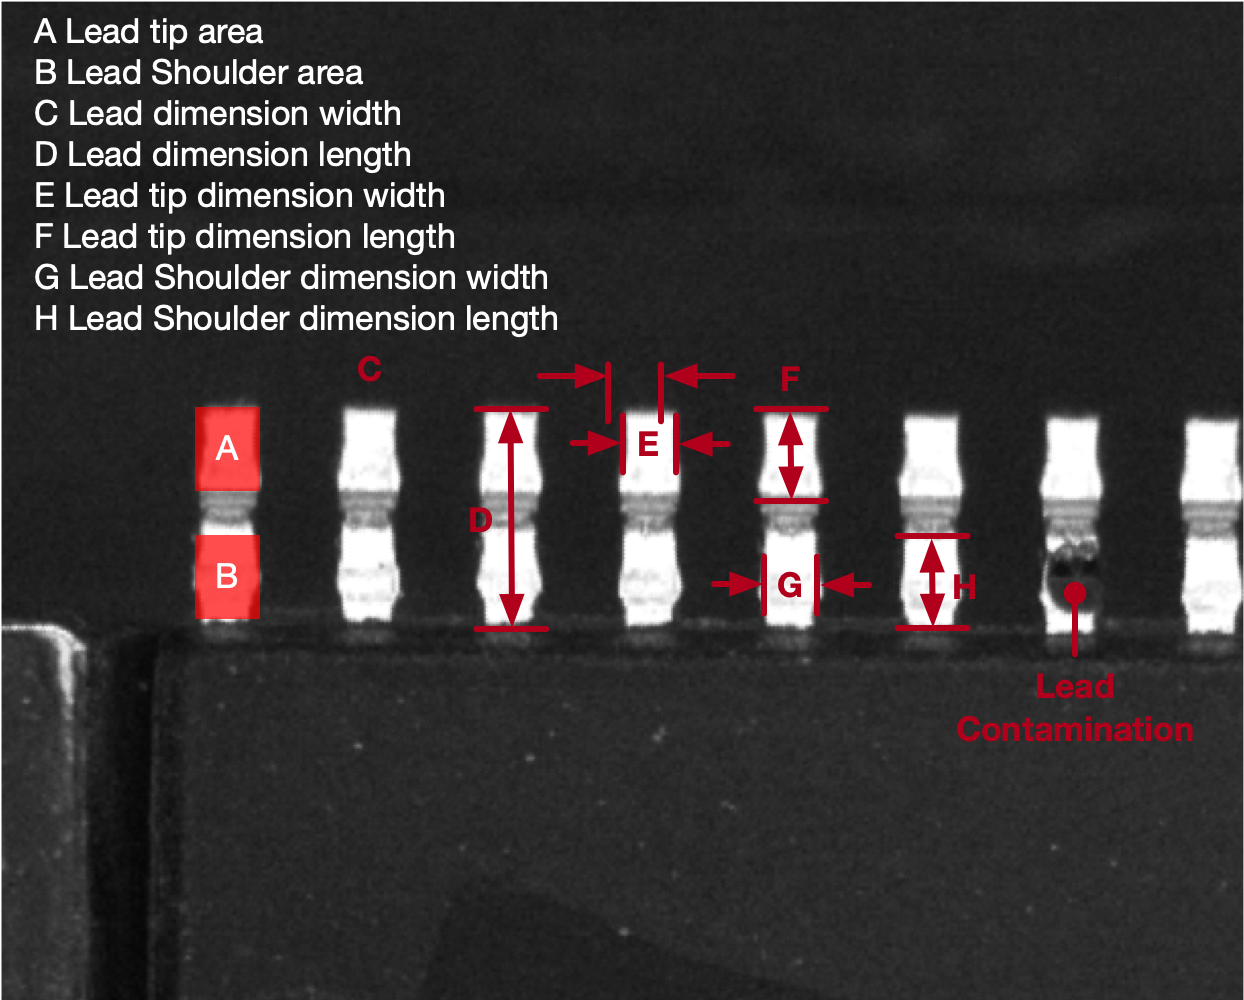 A Lead tip area
B Lead Shoulder area
C Lead dimension width
D Lead dimension length
E Lead tip dimension width
F Lead tip dimension length
G Lead Shoulder dimension width
H Lead Shoulder dimension length
C
F
A
E
D
B
G
H
Lead
Contamination